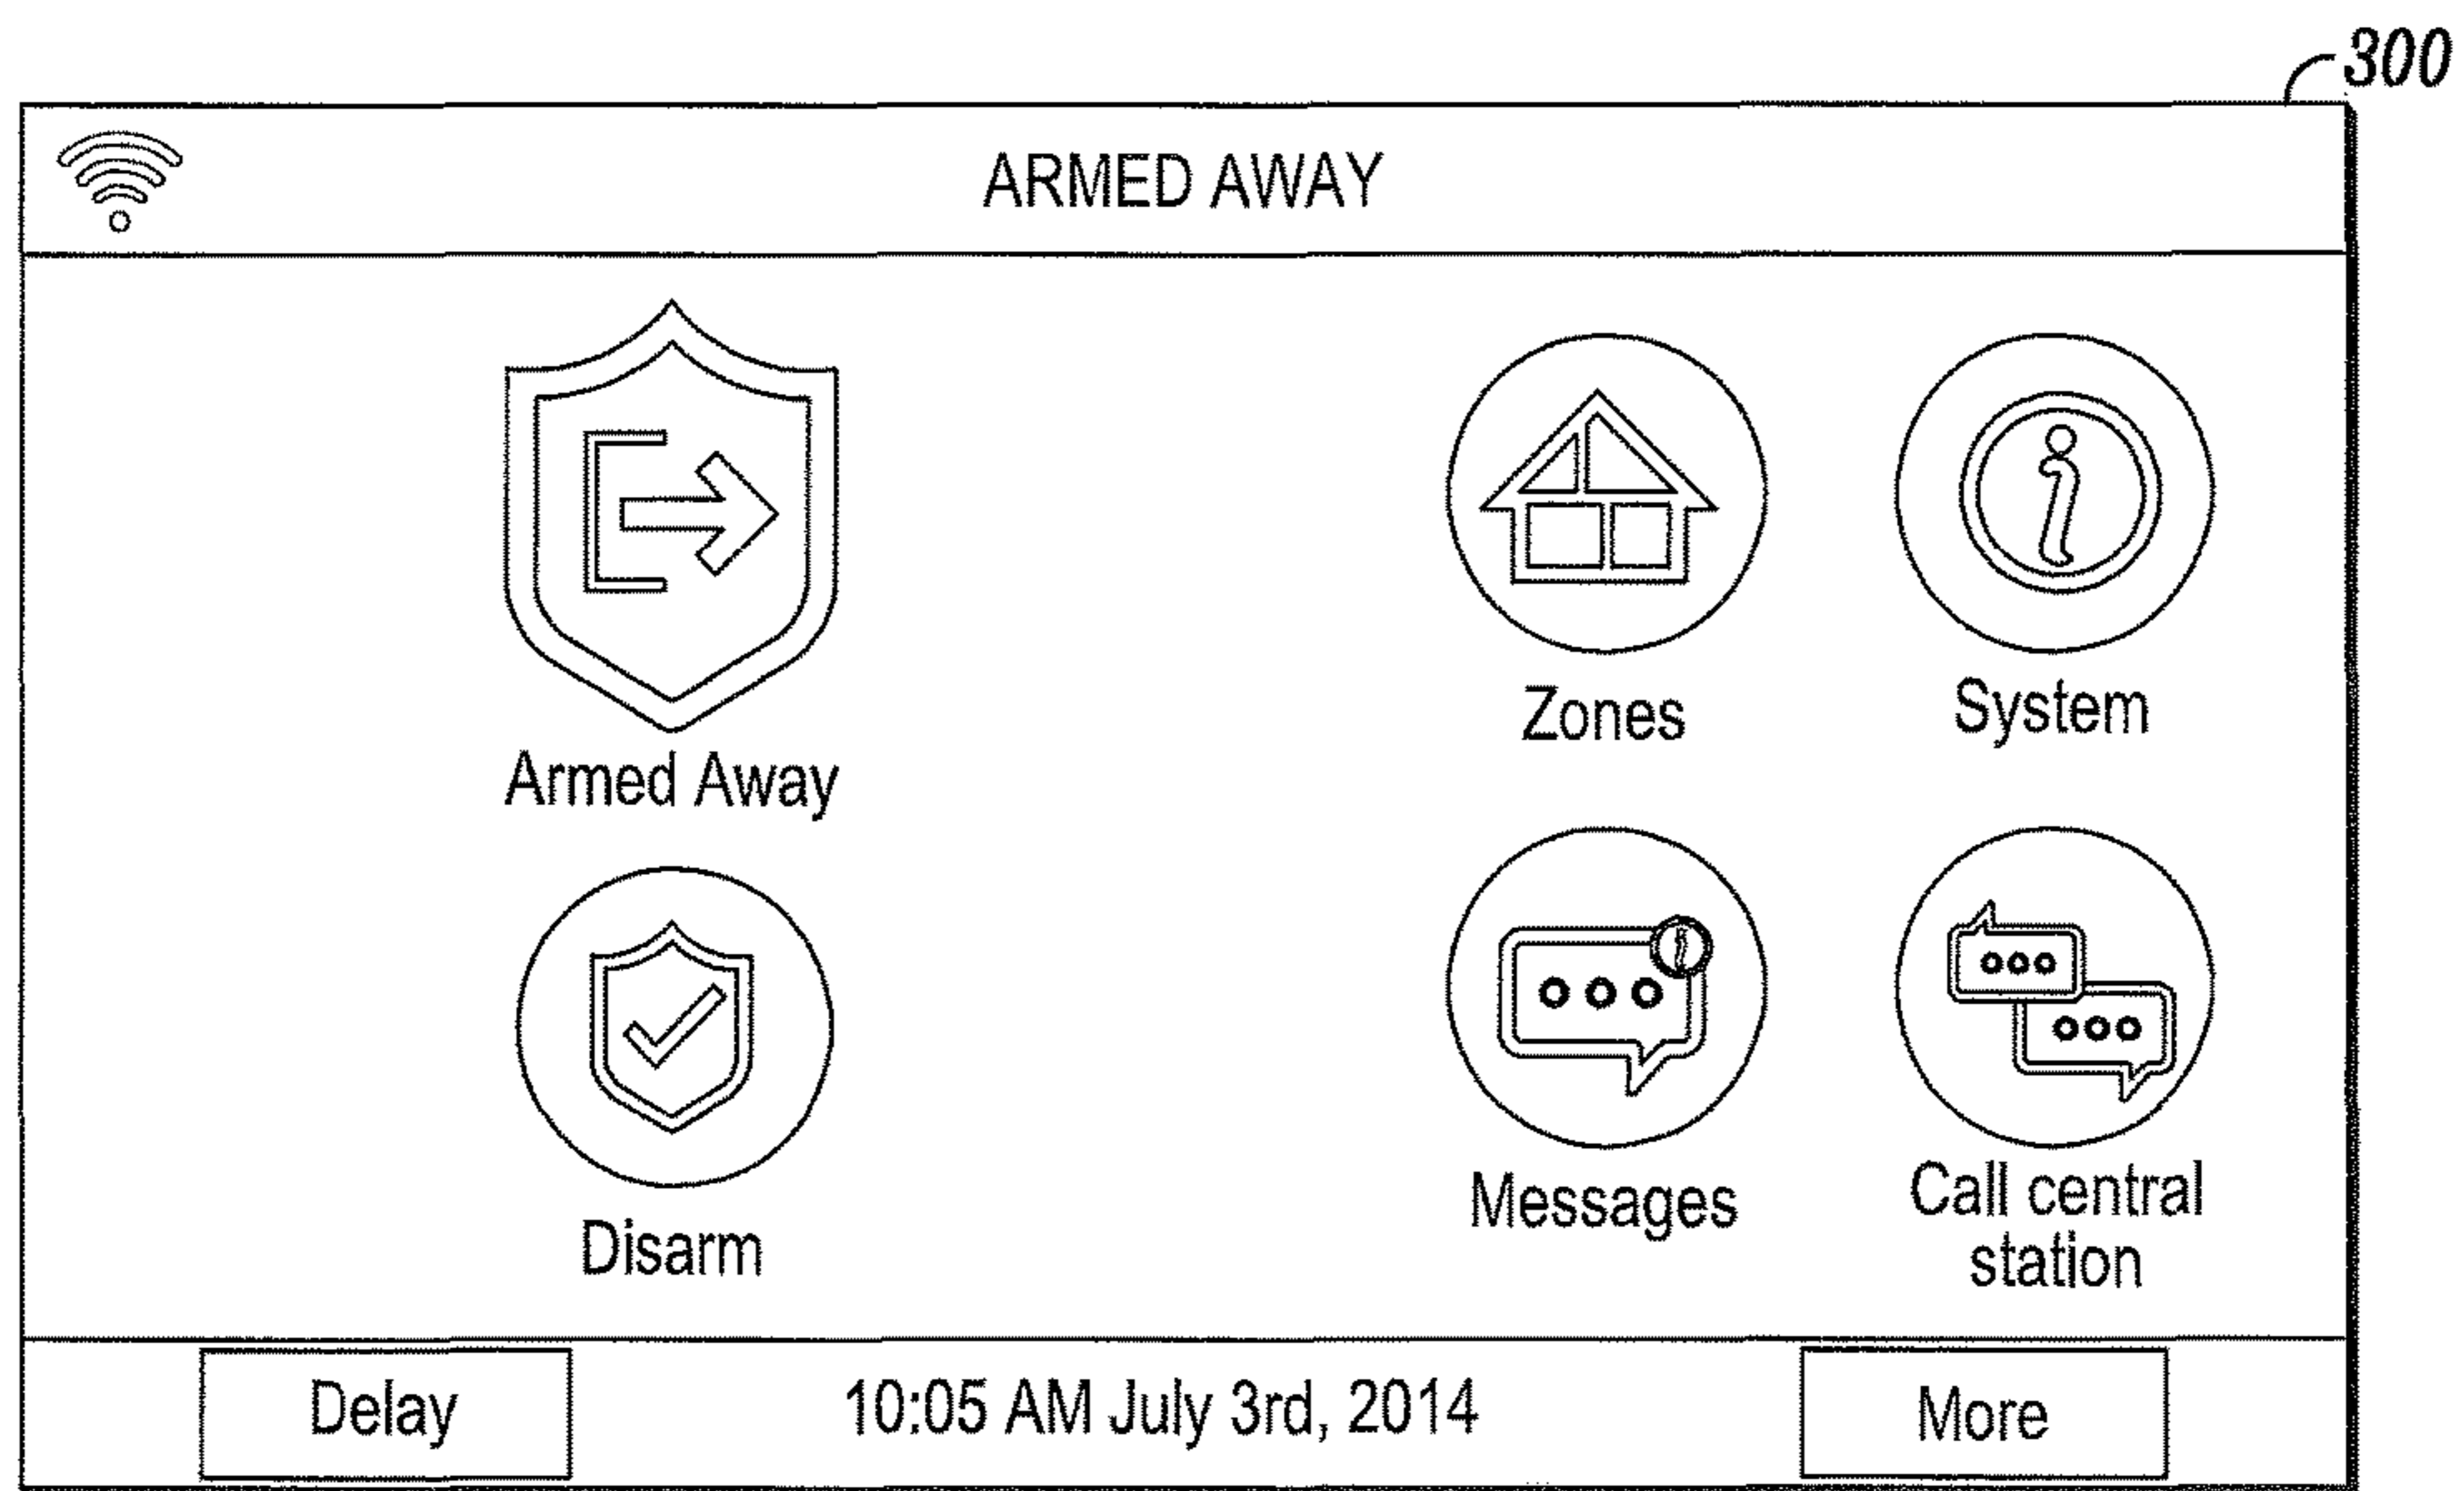 300
ARMED AWAY
Armed Away
Zones
System
Disarm
Messages
Call central
station
Delay
10:05 AM July 3rd, 2014
More